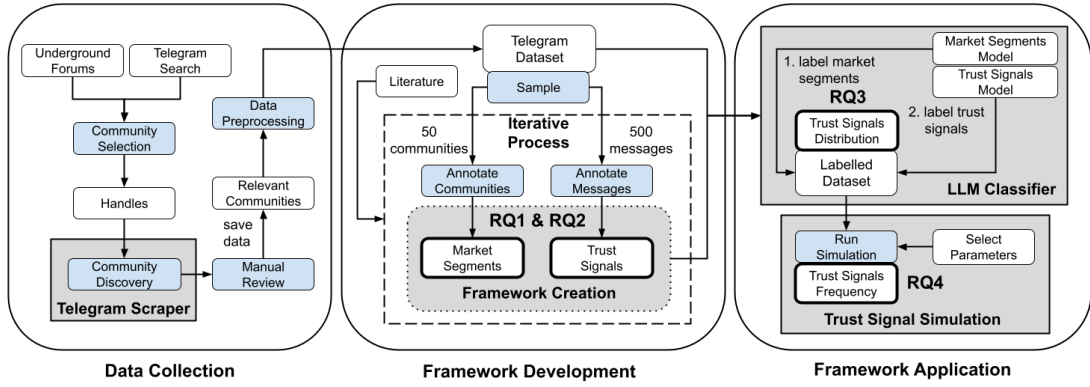 Underground
Forums
Telegram
Search
Community
Selection
Handles
Community
Discovery
Telegram Scraper
Data
Preprocessing
Relevant
Communities
save
data
Manual
Review
Data Collection
Telegram
Dataset
Literature
Sample
Iterative
Process
50
communities
500
messages
Annotate
Communities
Annotate
Messages
RQ1 & RQ2
Market
Segments
Trust
Signals
Framework Creation
Framework Development
Market Segments
Model
Trust Signals
Model
1. label market
segments
RQ3
2. label trust
signals
Trust Signals
Distribution
Labelled
Dataset
LLM Classifier
Run
Simulation
Select
Parameters
Trust Signals
Frequency
RQ4
Trust Signal Simulation
Framework Application